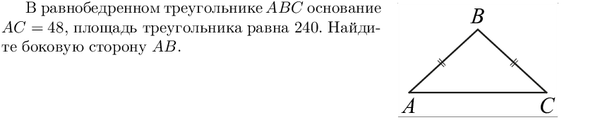 В равнобедренном треугольнике ABC основание
AC = 48, площадь треугольника равна 240. Найди-
те боковую сторону AB.
B
A
C